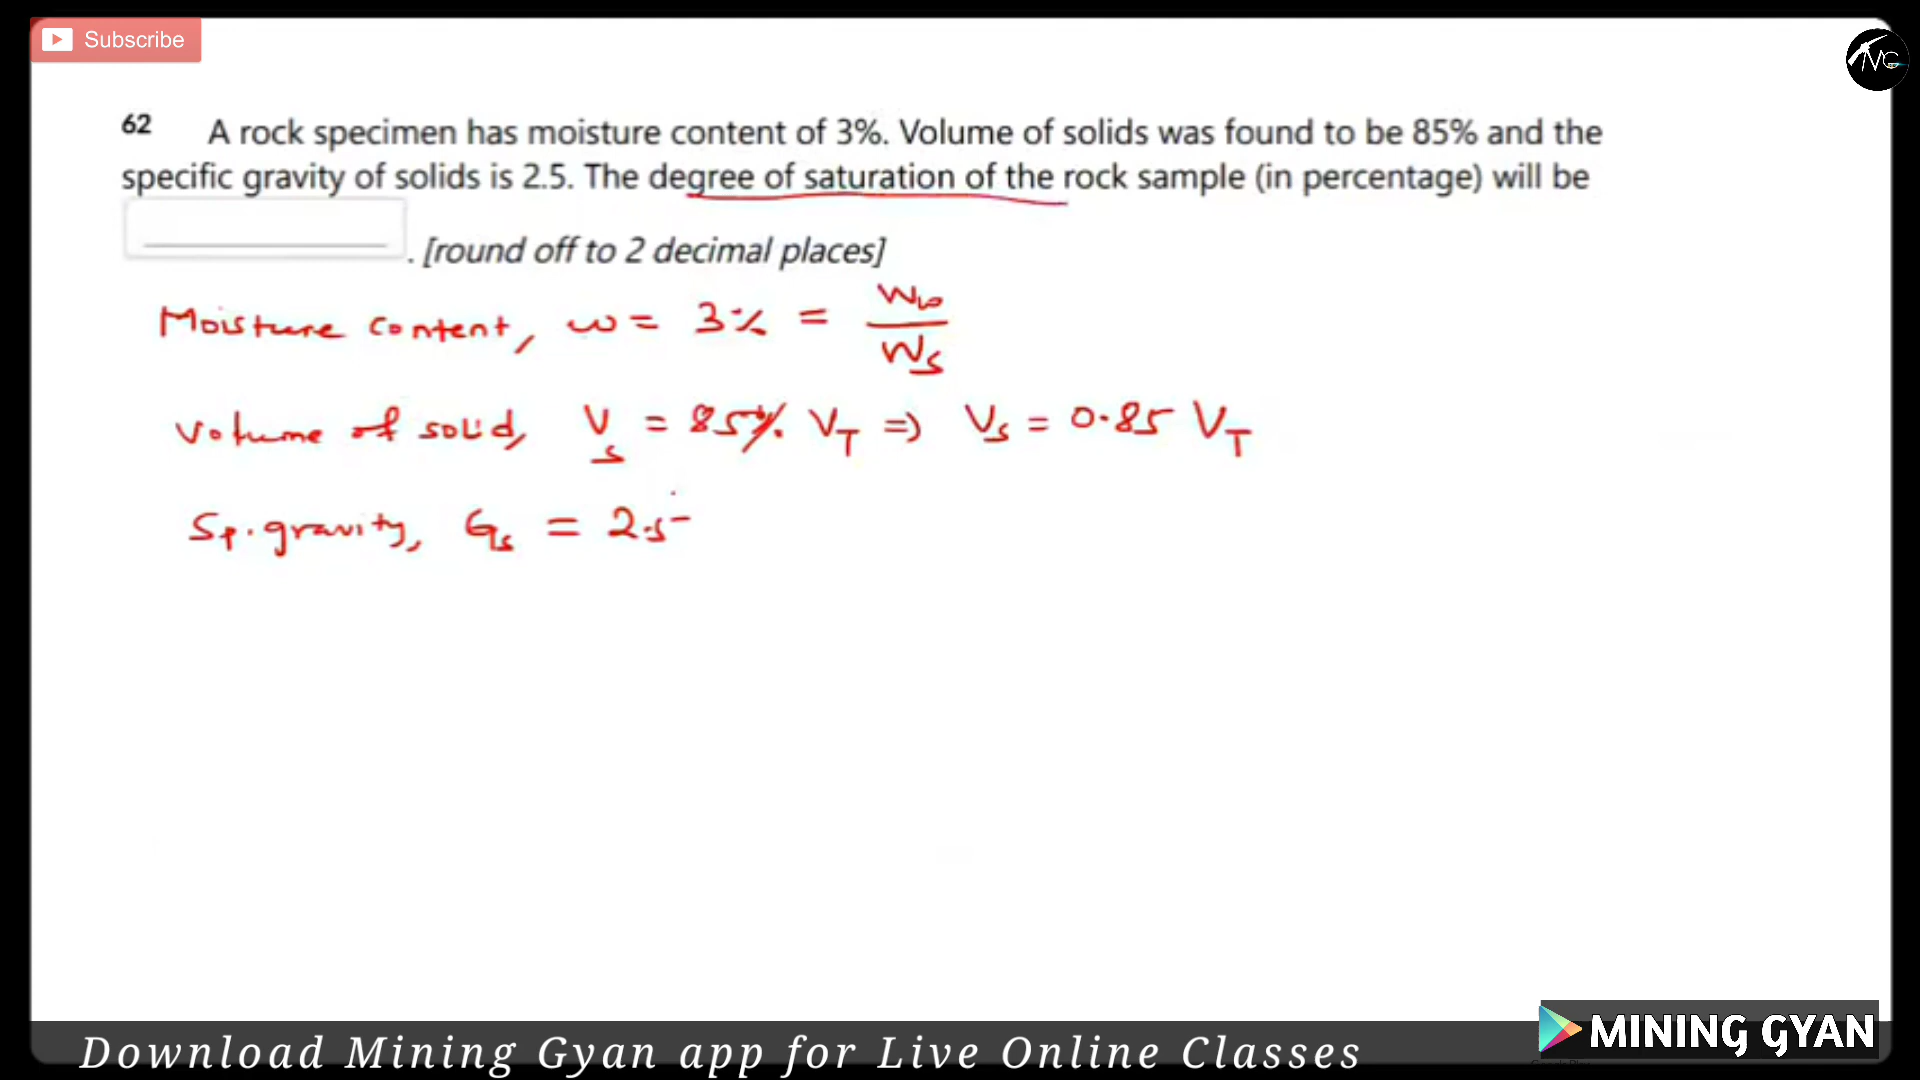 Subscribe
NG
62 A rock specimen has moisture content of 3%. Volume of solids was found to be 85% and the
specific gravity of solids is 2.5. The degree of saturation of the rock sample (in percentage) will be
__________ . [round off to 2 decimal places]
Moisture content, w = 3% = Ww/Ws
Volume of solid, Vs = 85% VT => Vs = 0.85 VT
Sp. gravity, Gs = 2.5
Download Mining Gyan app for Live Online Classes
MINING GYAN